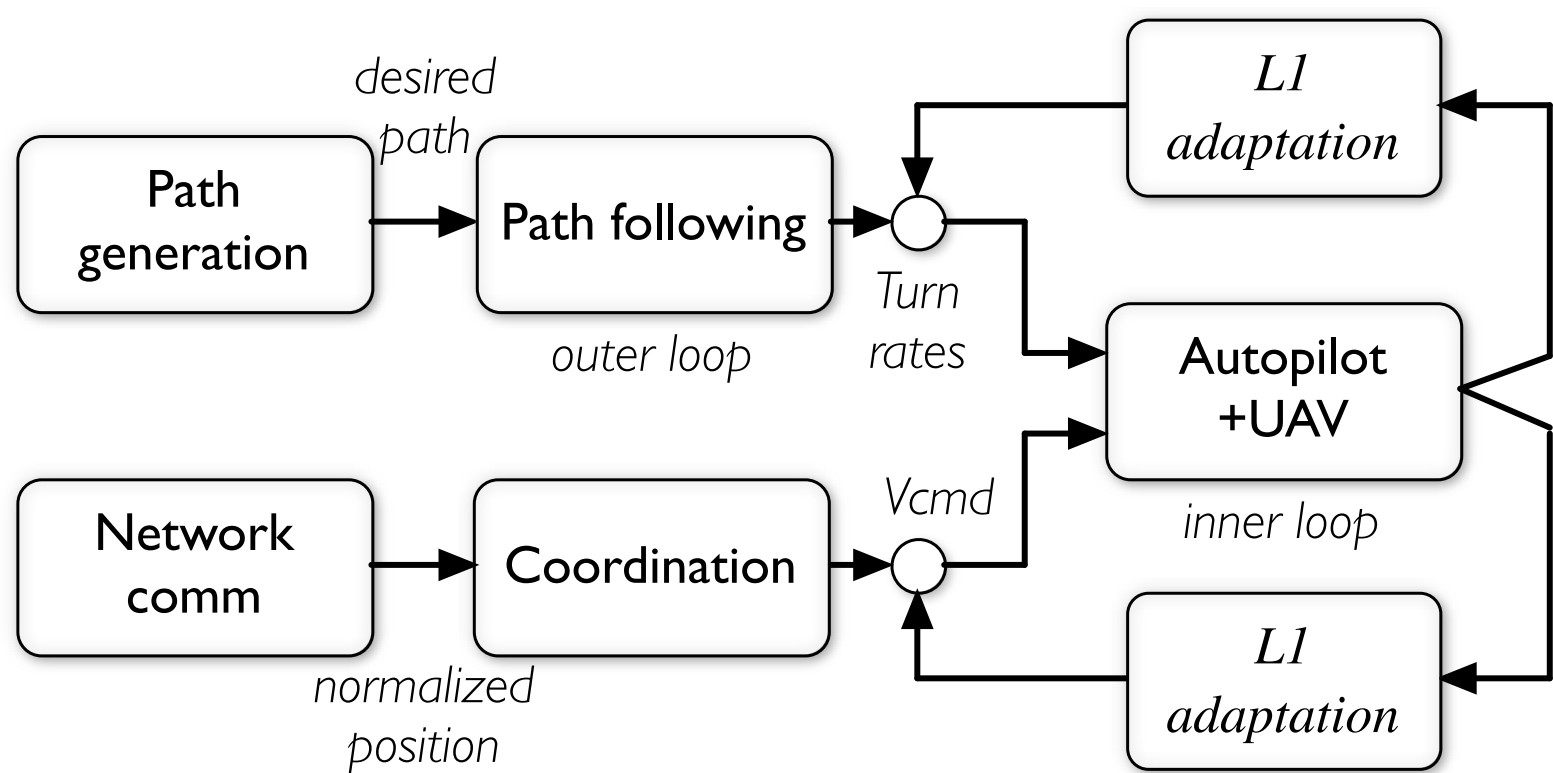 desired
path
Path
generation
Path following
outer loop
L1
adaptation
Turn
rates
Autopilot
+UAV
inner loop
Network
comm
normalized
position
Coordination
Vcmd
L1
adaptation